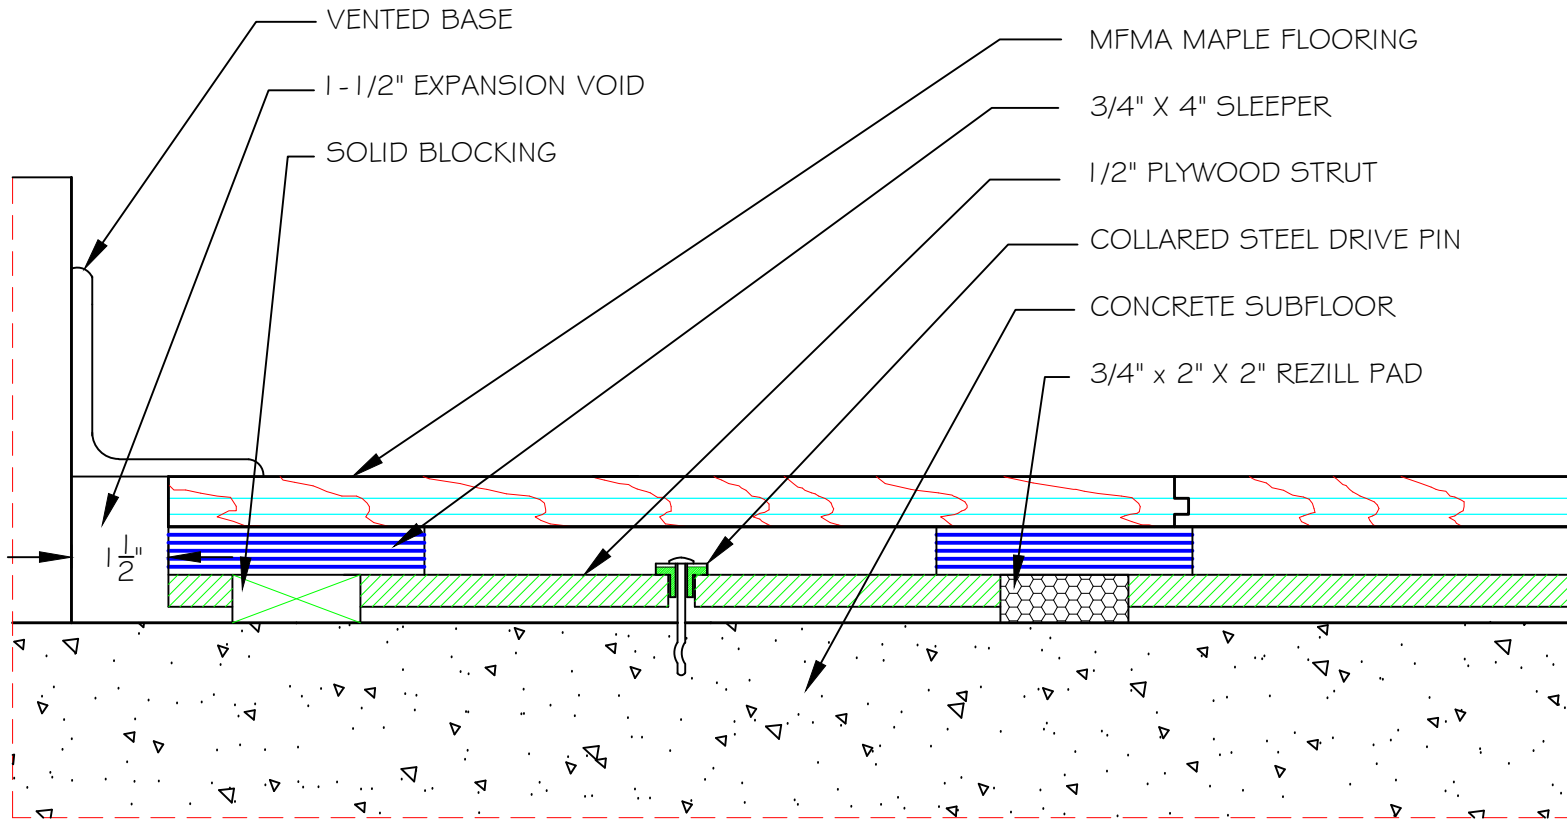 VENTED BASE
1-1/2" EXPANSION VOID
SOLID BLOCKING
MFMA MAPLE FLOORING
3/4" X 4" SLEEPER
1/2" PLYWOOD STRUT
COLLARED STEEL DRIVE PIN
CONCRETE SUBFLOOR
3/4" x 2" X 2" REZILL PAD
1 1/2"